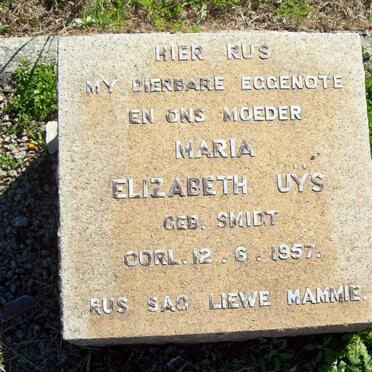 HIER RUS
MY DIERBARE EGGENOTE
EN ONS MOEDER
MARIA
ELIZABETH UŸS
GEB. SMIDT
OORL. 12. 6. 1957.
RUS SAG LIEWE MAMMIE.